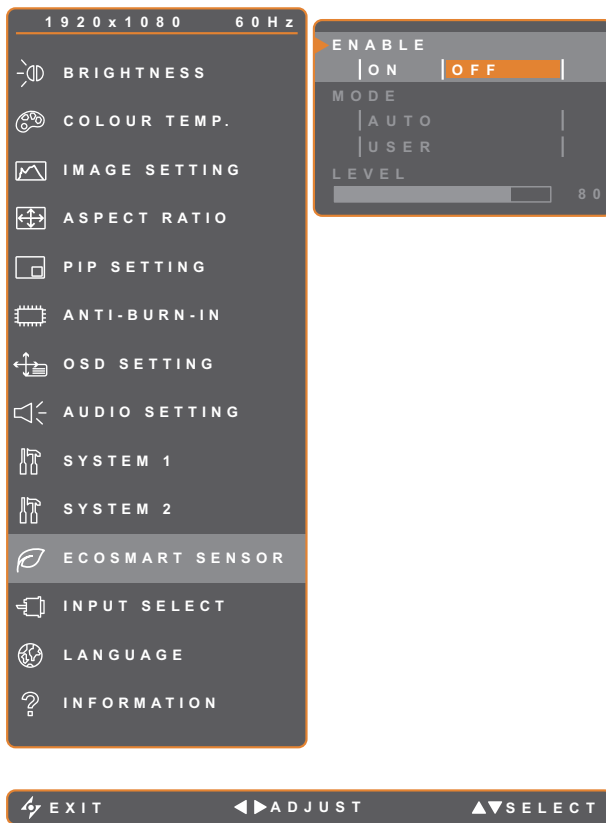 1920x1080 60Hz
BRIGHTNESS
COLOUR TEMP.
IMAGE SETTING
ASPECT RATIO
PIP SETTING
ANTI-BURN-IN
OSD SETTING
AUDIO SETTING
SYSTEM 1
SYSTEM 2
ECOSMART SENSOR
INPUT SELECT
LANGUAGE
INFORMATION
ENABLE
ON OFF
MODE
AUTO
USER
LEVEL
80
EXIT ADJUST SELECT